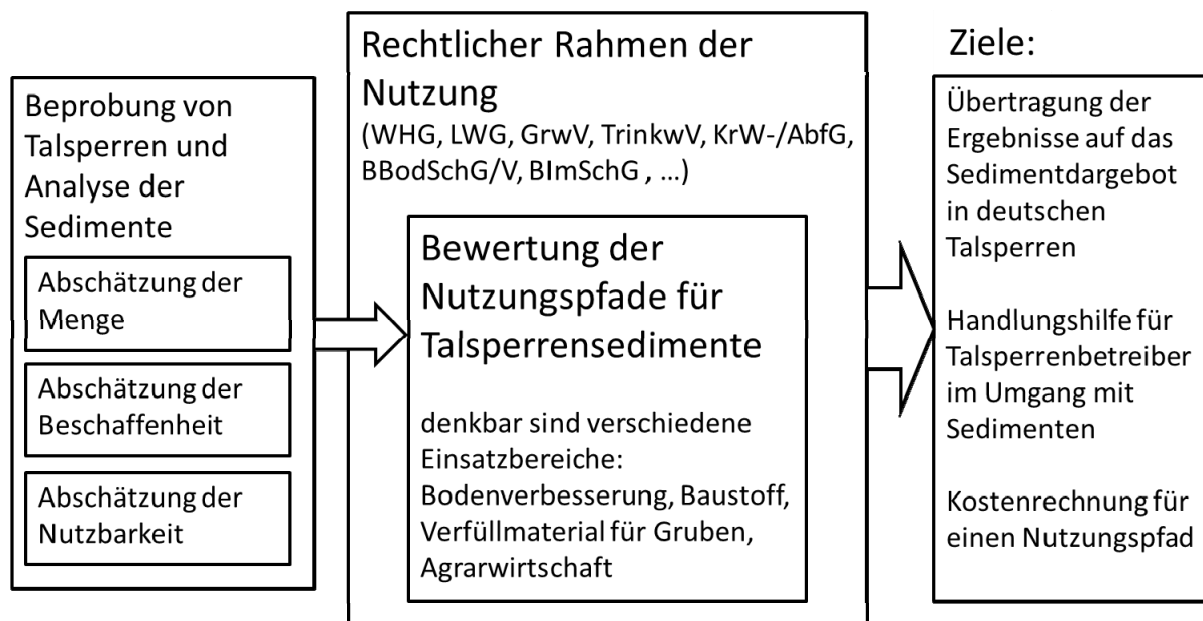 Beprobung von
Talsperren und
Analyse der
Sedimente
Abschätzung der
Menge
Abschätzung der
Beschaffenheit
Abschätzung der
Nutzbarkeit
Rechtlicher Rahmen der
Nutzung
(WHG, LWG, GrwV, TrinkwV, KrW-/AbfG,
BBodSchG/V, BImSchG , ...)
Bewertung der
Nutzungspfade für
Talsperrensedimente
denkbar sind verschiedene
Einsatzbereiche:
Bodenverbesserung, Baustoff,
Verfüllmaterial für Gruben,
Agrarwirtschaft
Ziele:
Übertragung der
Ergebnisse auf das
Sedimentdargebot
in deutschen
Talsperren
Handlungshilfe für
Talsperrenbetreiber
im Umgang mit
Sedimenten
Kostenrechnung für
einen Nutzungspfad